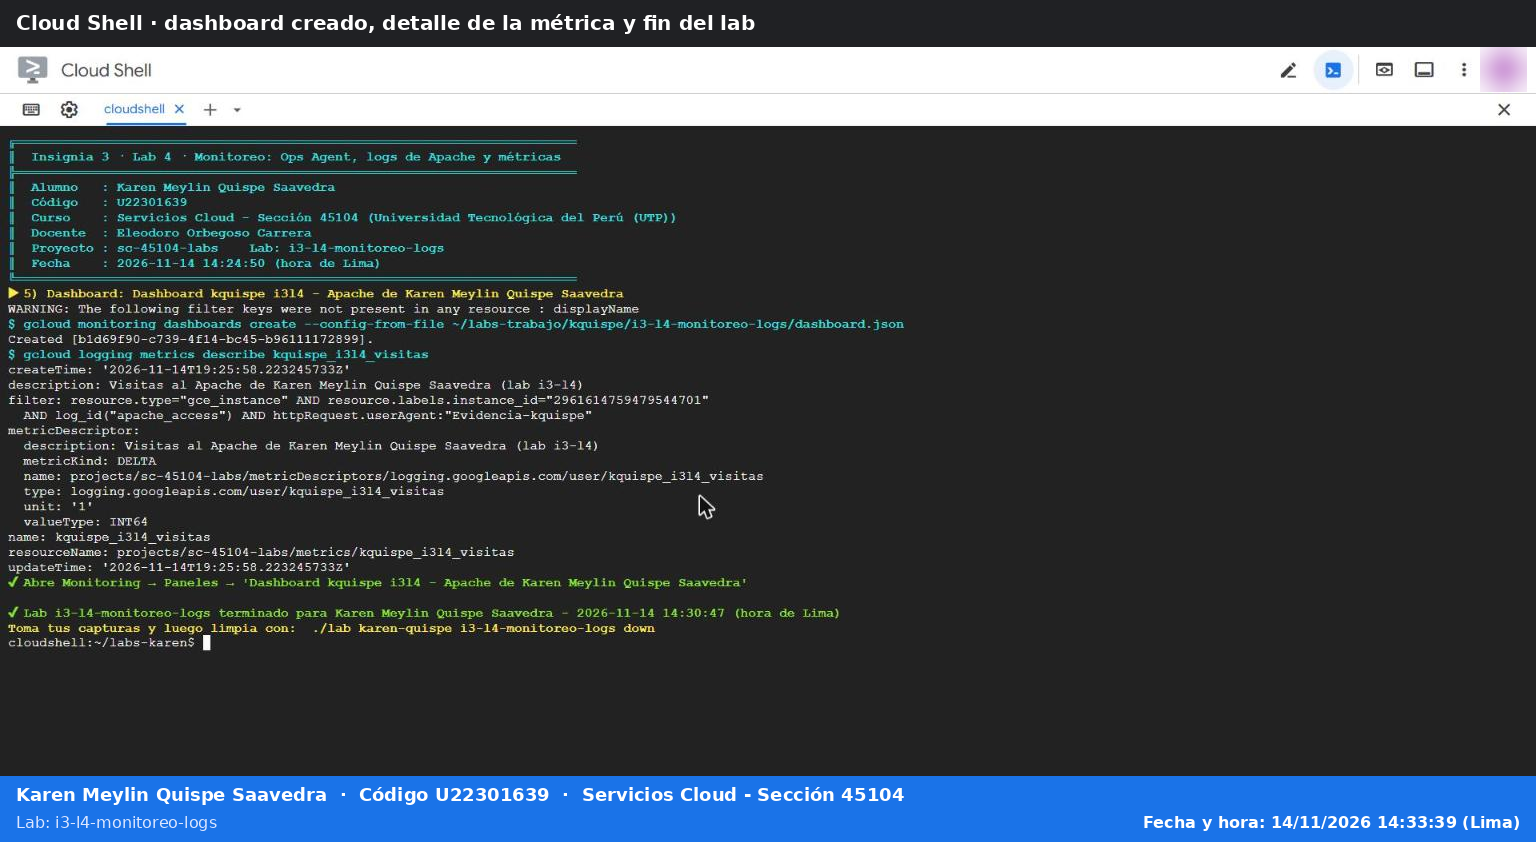 Cloud Shell · dashboard creado, detalle de la métrica y fin del lab
Cloud Shell
cloudshell
Insignia 3 · Lab 4 · Monitoreo: Ops Agent, logs de Apache y métricas
Alumno : Karen Meylin Quispe Saavedra
Código : U22301639
Curso : Servicios Cloud - Sección 45104 (Universidad Tecnológica del Perú (UTP))
Docente : Eleodoro Orbegoso Carrera
Proyecto : sc-45104-labs Lab: i3-l4-monitoreo-logs
Fecha : 2026-11-14 14:24:50 (hora de Lima)
▶ 5) Dashboard: Dashboard kquispe i3l4 - Apache de Karen Meylin Quispe Saavedra
WARNING: The following filter keys were not present in any resource : displayName
$ gcloud monitoring dashboards create --config-from-file ~/labs-trabajo/kquispe/i3-l4-monitoreo-logs/dashboard.json
Created [b1d69f90-c739-4f14-bc45-b96111172899].
$ gcloud logging metrics describe kquispe_i3l4_visitas
createTime: '2026-11-14T19:25:58.223245733Z'
description: Visitas al Apache de Karen Meylin Quispe Saavedra (lab i3-l4)
filter: resource.type="gce_instance" AND resource.labels.instance_id="2961614759479544701"
AND log_id("apache_access") AND httpRequest.userAgent:"Evidencia-kquispe"
metricDescriptor:
description: Visitas al Apache de Karen Meylin Quispe Saavedra (lab i3-l4)
metricKind: DELTA
name: projects/sc-45104-labs/metricDescriptors/logging.googleapis.com/user/kquispe_i3l4_visitas
type: logging.googleapis.com/user/kquispe_i3l4_visitas
unit: '1'
valueType: INT64
name: kquispe_i3l4_visitas
resourceName: projects/sc-45104-labs/metrics/kquispe_i3l4_visitas
updateTime: '2026-11-14T19:25:58.223245733Z'
✔ Abre Monitoring → Paneles → 'Dashboard kquispe i3l4 - Apache de Karen Meylin Quispe Saavedra'
✔ Lab i3-l4-monitoreo-logs terminado para Karen Meylin Quispe Saavedra - 2026-11-14 14:30:47 (hora de Lima)
Toma tus capturas y luego limpia con: ./lab karen-quispe i3-l4-monitoreo-logs down
cloudshell:~/labs-karen$
Karen Meylin Quispe Saavedra · Código U22301639 · Servicios Cloud - Sección 45104
Lab: i3-l4-monitoreo-logs
Fecha y hora: 14/11/2026 14:33:39 (Lima)